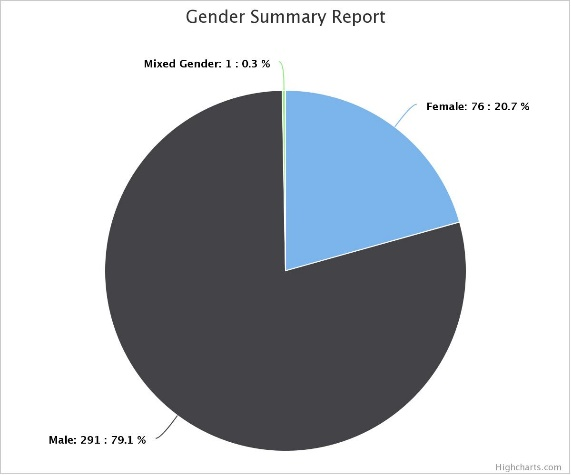 Gender Summary Report
Mixed Gender: 1 : 0.3 %
Female: 76 : 20.7 %
Male: 291 : 79.1 %
Highcharts.com